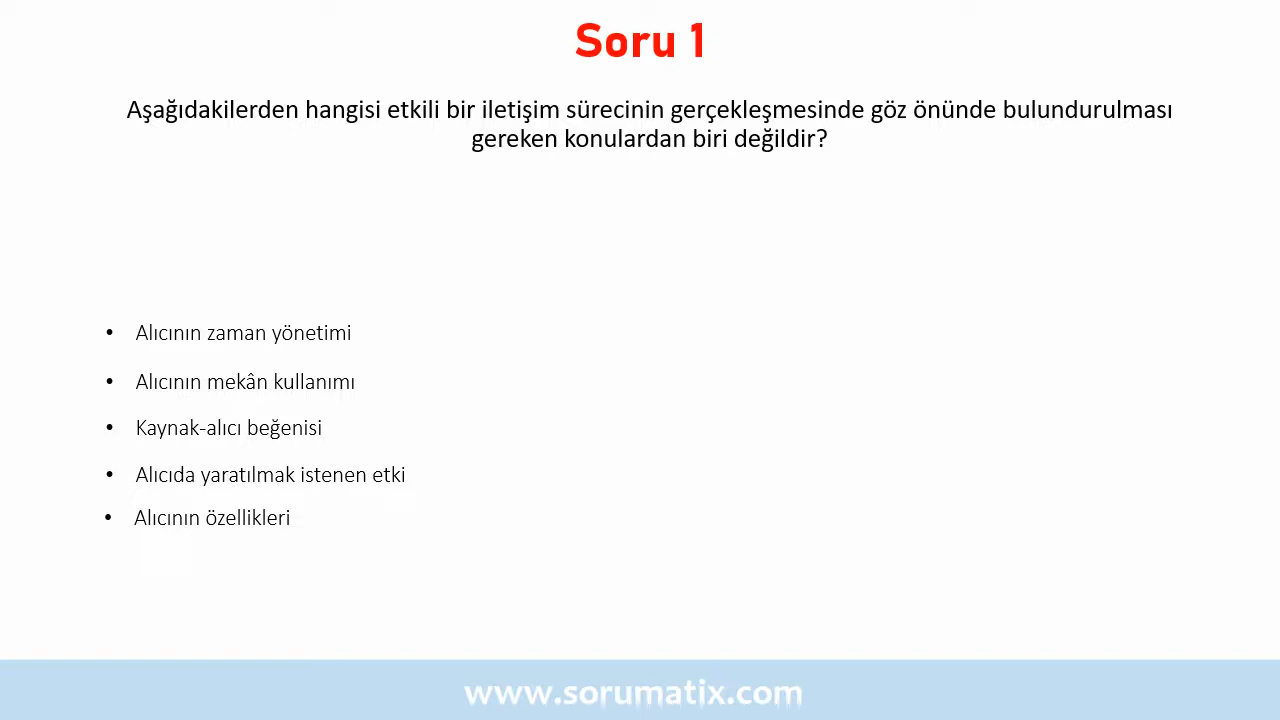 Soru 1
Aşağıdakilerden hangisi etkili bir iletişim sürecinin gerçekleşmesinde göz önünde bulundurulması
gereken konulardan biri değildir?
• Alıcının zaman yönetimi
• Alıcının mekân kullanımı
• Kaynak-alıcı beğenisi
• Alıcıda yaratılmak istenen etki
• Alıcının özellikleri
www.sorumatix.com